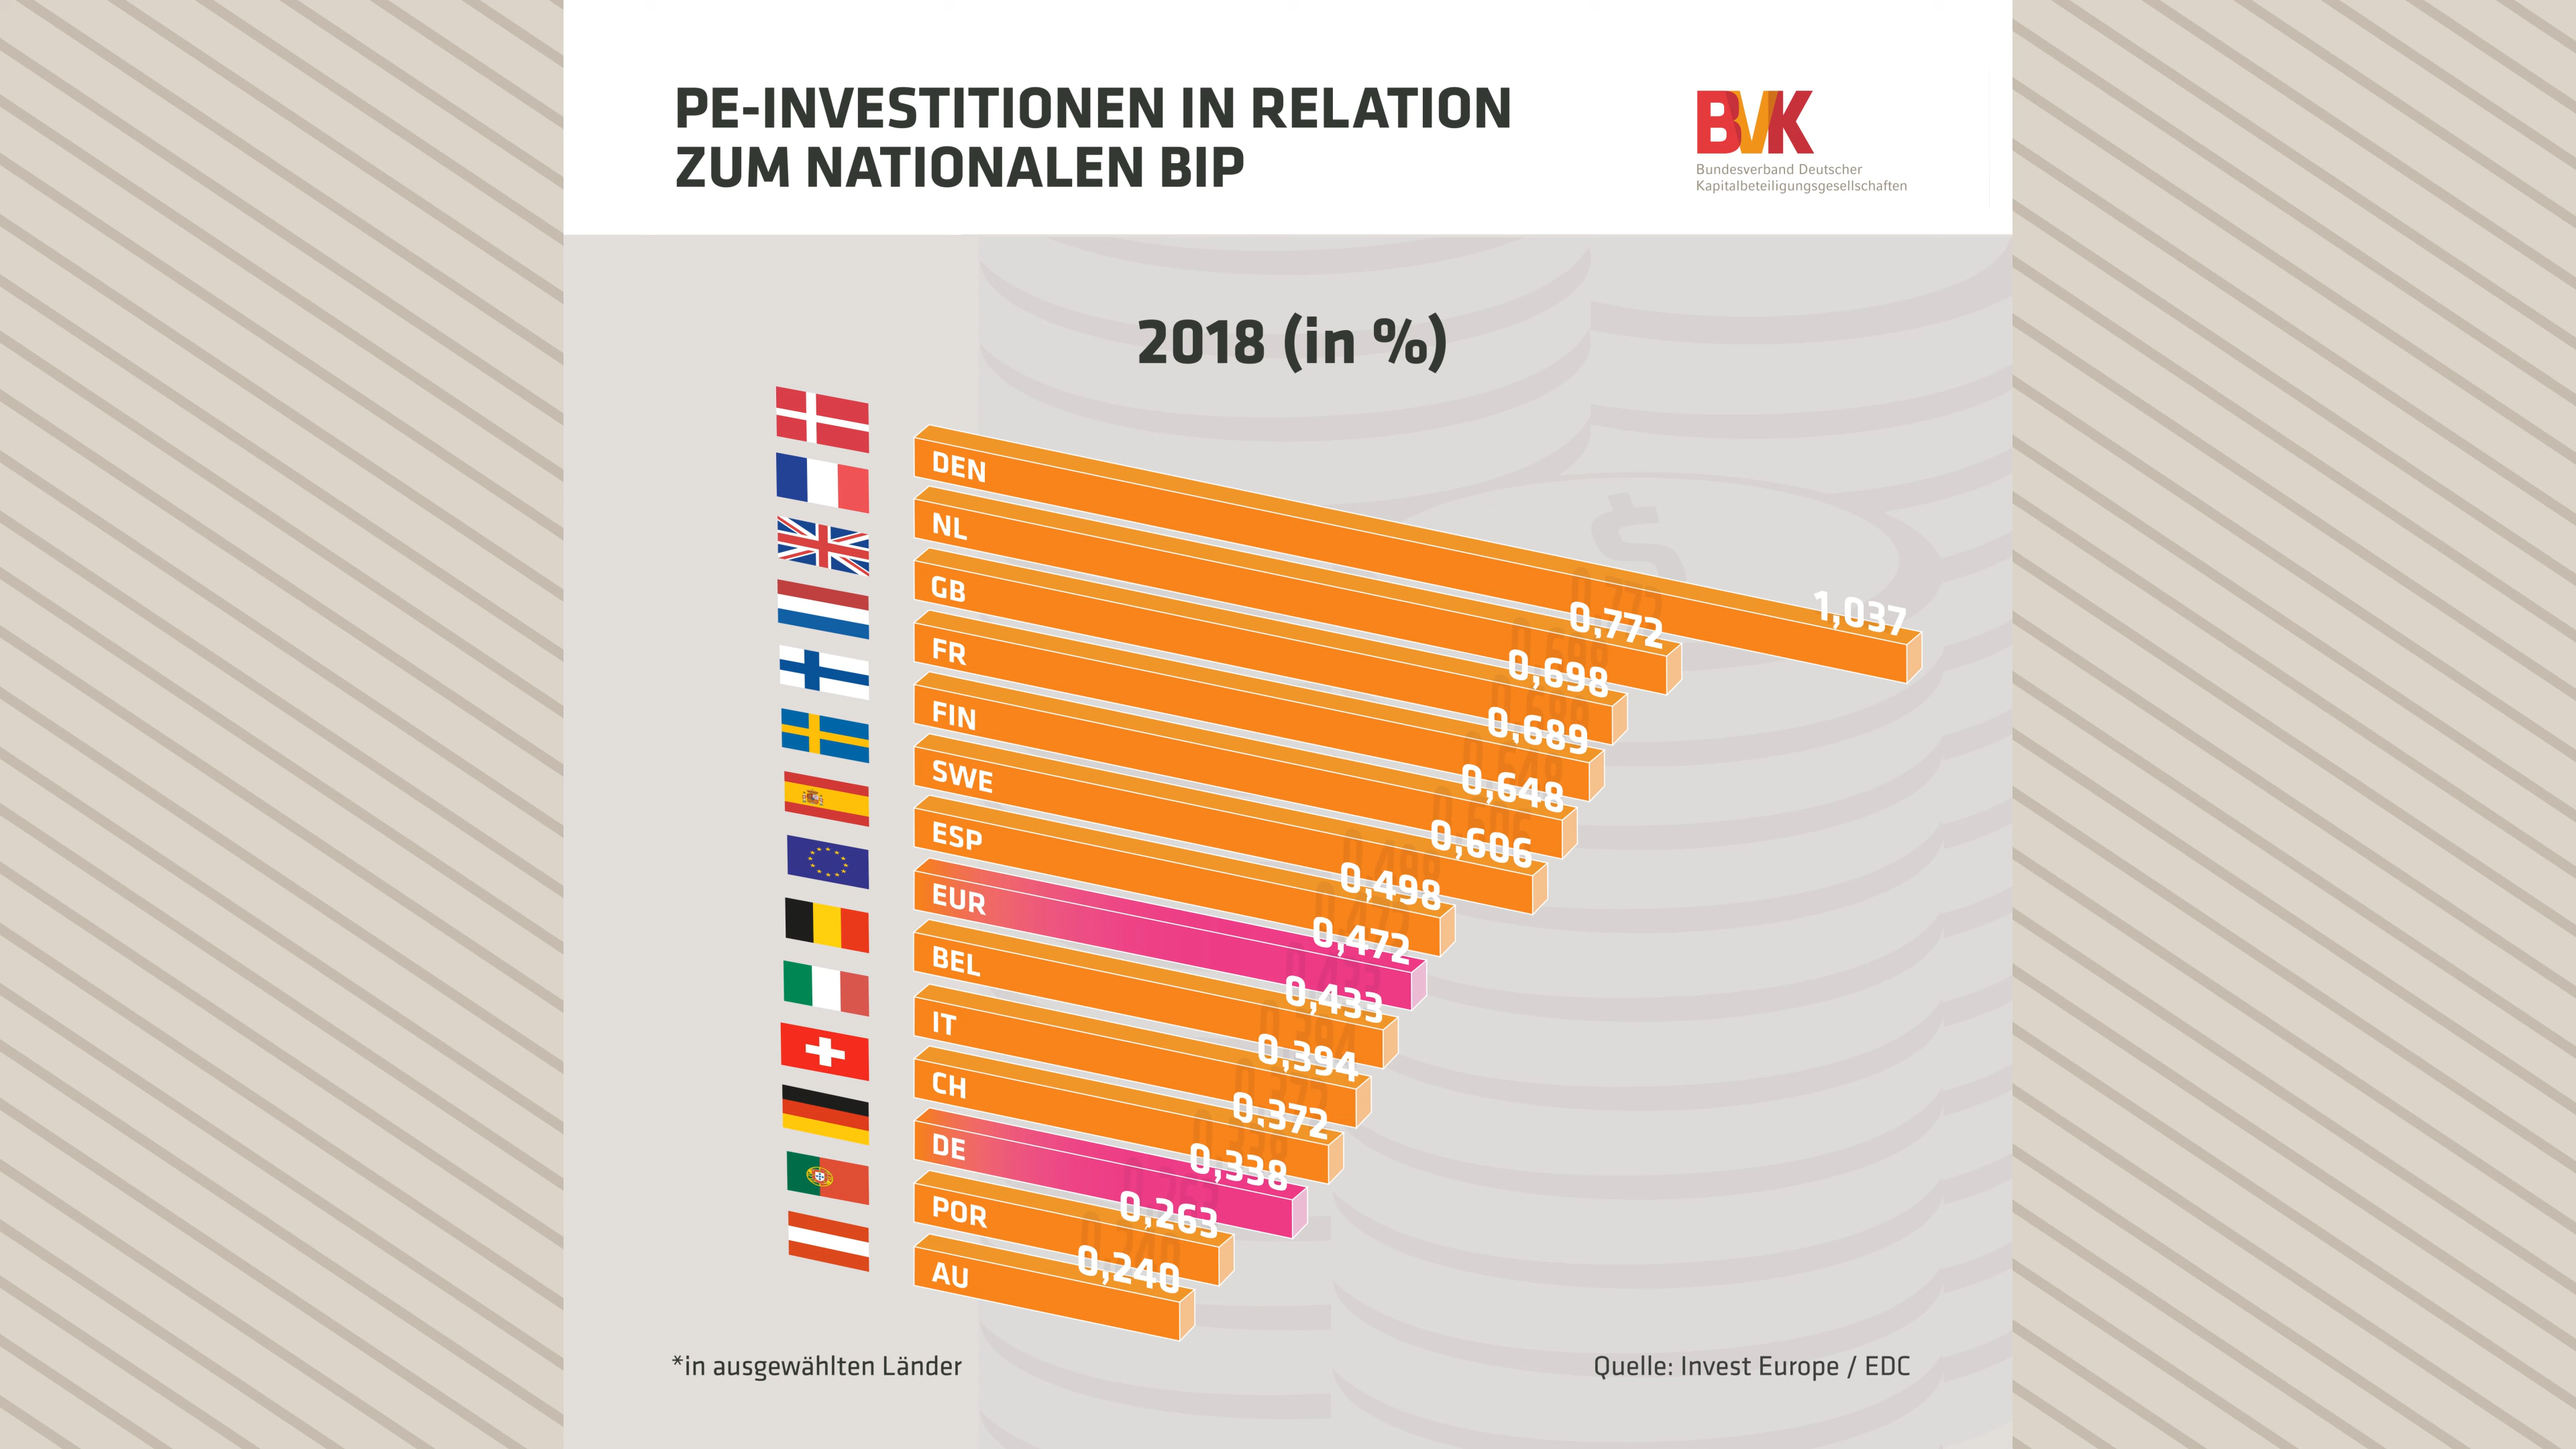 PE-INVESTITIONEN IN RELATION
ZUM NATIONALEN BIP
BVK
Bundesverband Deutscher
Kapitalbeteiligungsgesellschaften
2018 (in %)
DEN 1,037
NL 0,772
GB 0,698
FR 0,689
FIN 0,648
SWE 0,606
ESP 0,498
EUR 0,472
BEL 0,433
IT 0,394
CH 0.372
DE 0,338
POR 0,263
AU 0,240
*in ausgewählten Länder
Quelle: Invest Europe / EDC